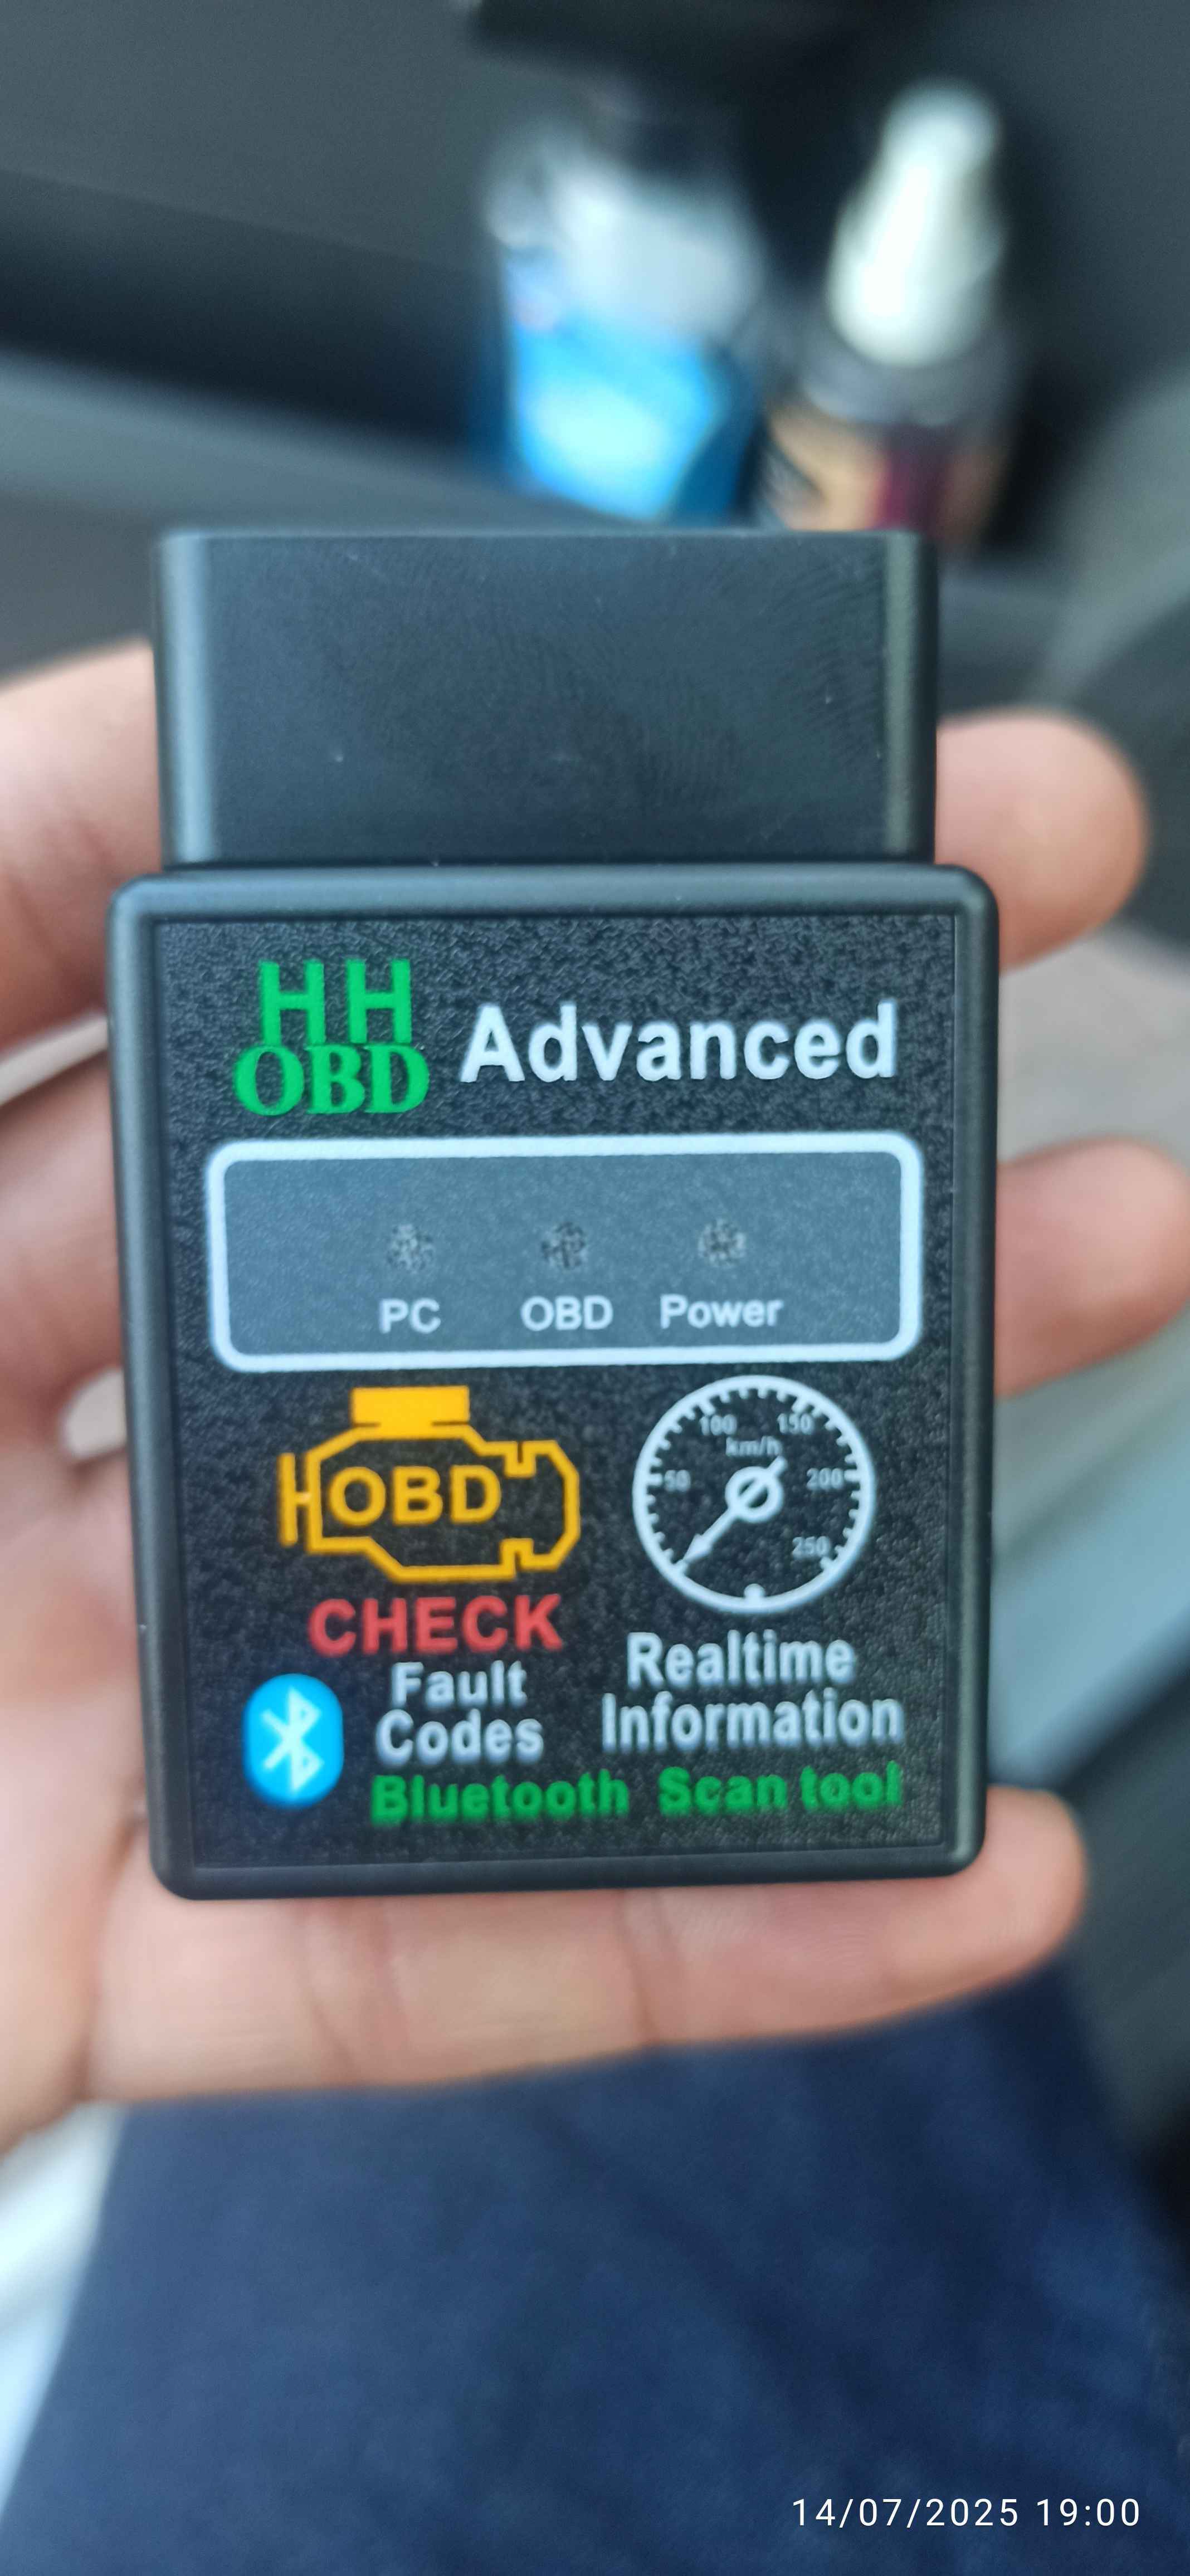 HH
OBD Advanced
PC OBD Power
OBD
50 100 150 200 250
km/h
CHECK
Fault
Codes
Realtime
Information
Bluetooth Scan tool
14/07/2025 19:00